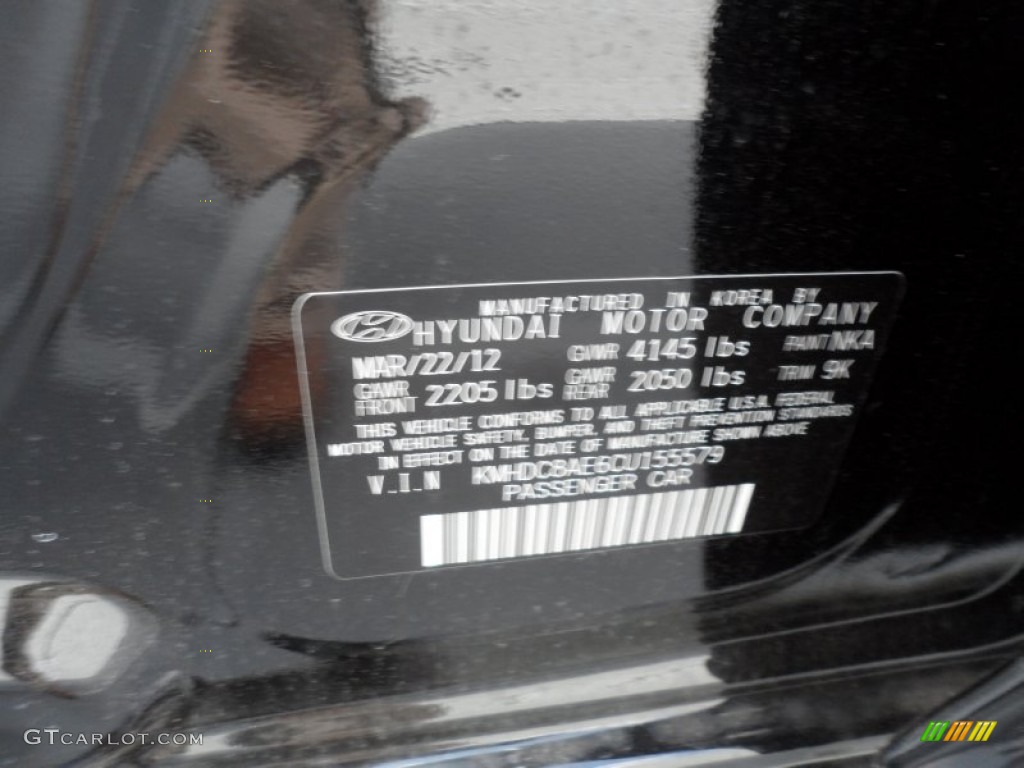 MANUFACTURED IN KOREA BY
HYUNDAI MOTOR COMPANY
MAR/22/12 GVWR 4145 lbs PAINT NKA
GAWR FRONT 2205 lbs GAWR REAR 2050 lbs TRIM 9K
THIS VEHICLE CONFORMS TO ALL APPLICABLE U.S.A. FEDERAL
MOTOR VEHICLE SAFETY, BUMPER, AND THEFT PREVENTION STANDARDS
IN EFFECT ON THE DATE OF MANUFACTURE SHOWN ABOVE
V.I.N KMHDC8AE6CU155579
PASSENGER CAR
GTCARLOT.COM